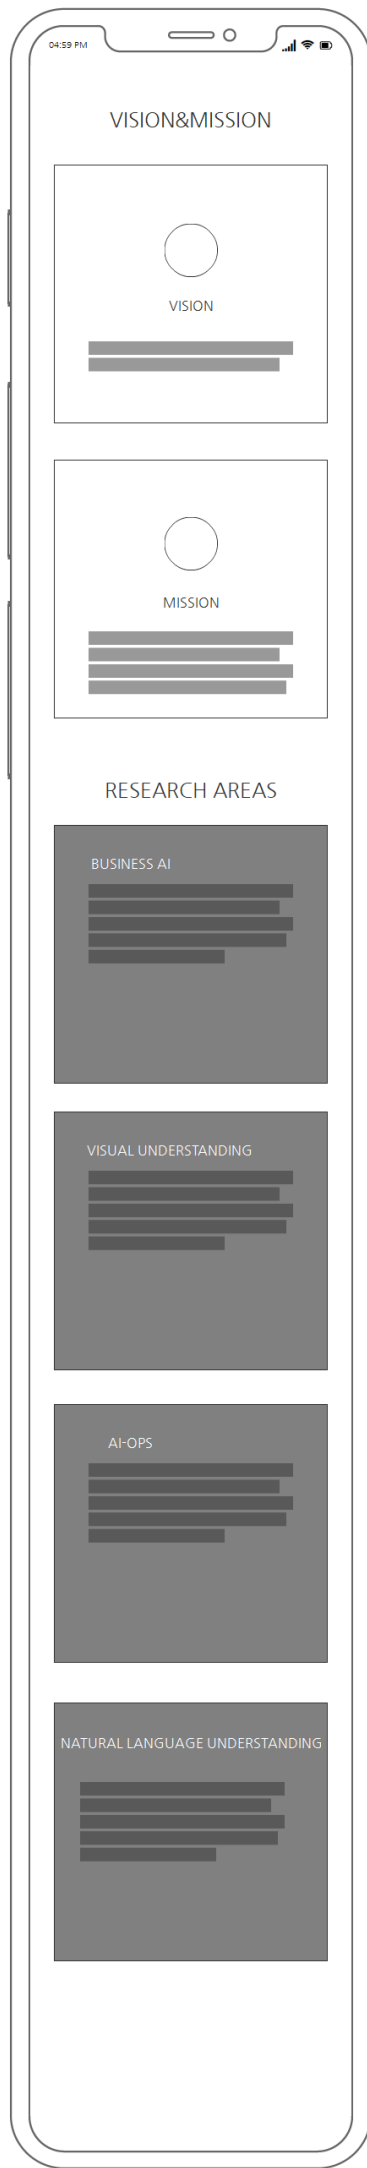 04:59 PM
VISION&MISSION
VISION
MISSION
RESEARCH AREAS
BUSINESS AI
VISUAL UNDERSTANDING
AI-OPS
NATURAL LANGUAGE UNDERSTANDING